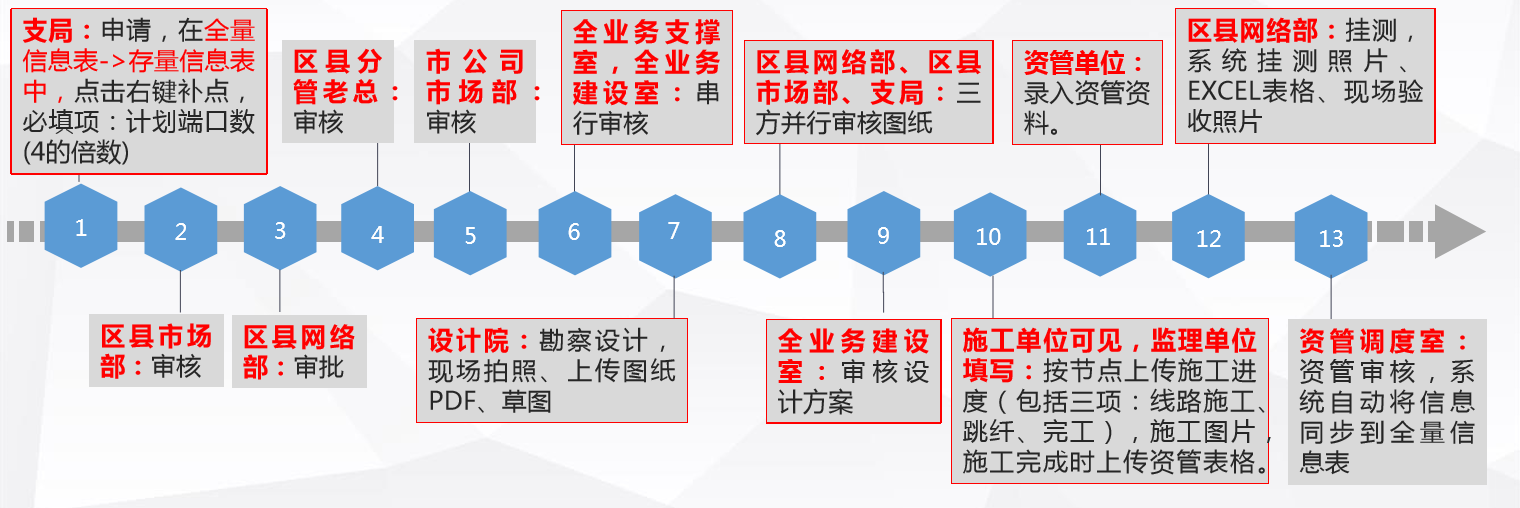 支局：申请，在全量
信息表->存量信息表
中，点击右键补点，
必填项：计划端口数
(4的倍数)
区县分
管老总：
审核
市公司
市场部：
审核
全业务支撑
室，全业务
建设室：串
行审核
区县网络部、区县
市场部、支局：三
方并行审核图纸
资管单位：
录入资管资
料。
区县网络部：挂测，
系统挂测照片、
EXCEL表格、现场验
收照片
1
2
3
4
5
6
7
8
9
10
11
12
13
区县市场
部：审核
区县网络
部：审批
设计院：勘察设计，
现场拍照、上传图纸
PDF、草图
全业务建设
室：审核设
计方案
施工单位可见，监理单位
填写：按节点上传施工进
度（包括三项：线路施工、
跳纤、完工），施工图片，
施工完成时上传资管表格。
资管调度室：
资管审核，系
统自动将信息
同步到全量信
息表